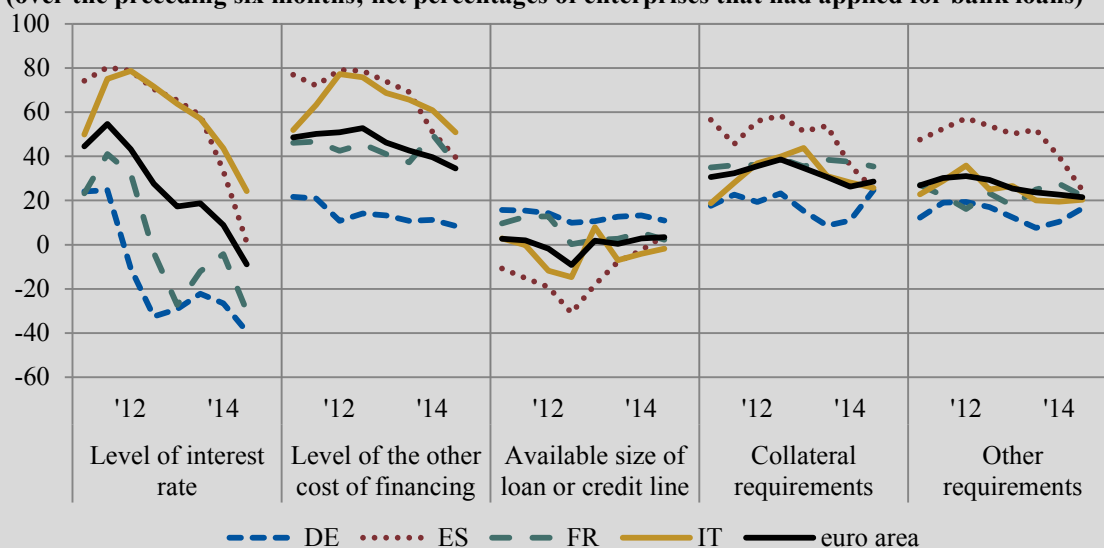 (over the preceding six months; net percentages of enterprises that had applied for bank loans)
100
80
60
40
20
0
-20
-40
-60
'12 '14 '12 '14 '12 '14 '12 '14 '12 '14
Level of interest rate
Level of the other cost of financing
Available size of loan or credit line
Collateral requirements
Other requirements
DE ES FR IT euro area